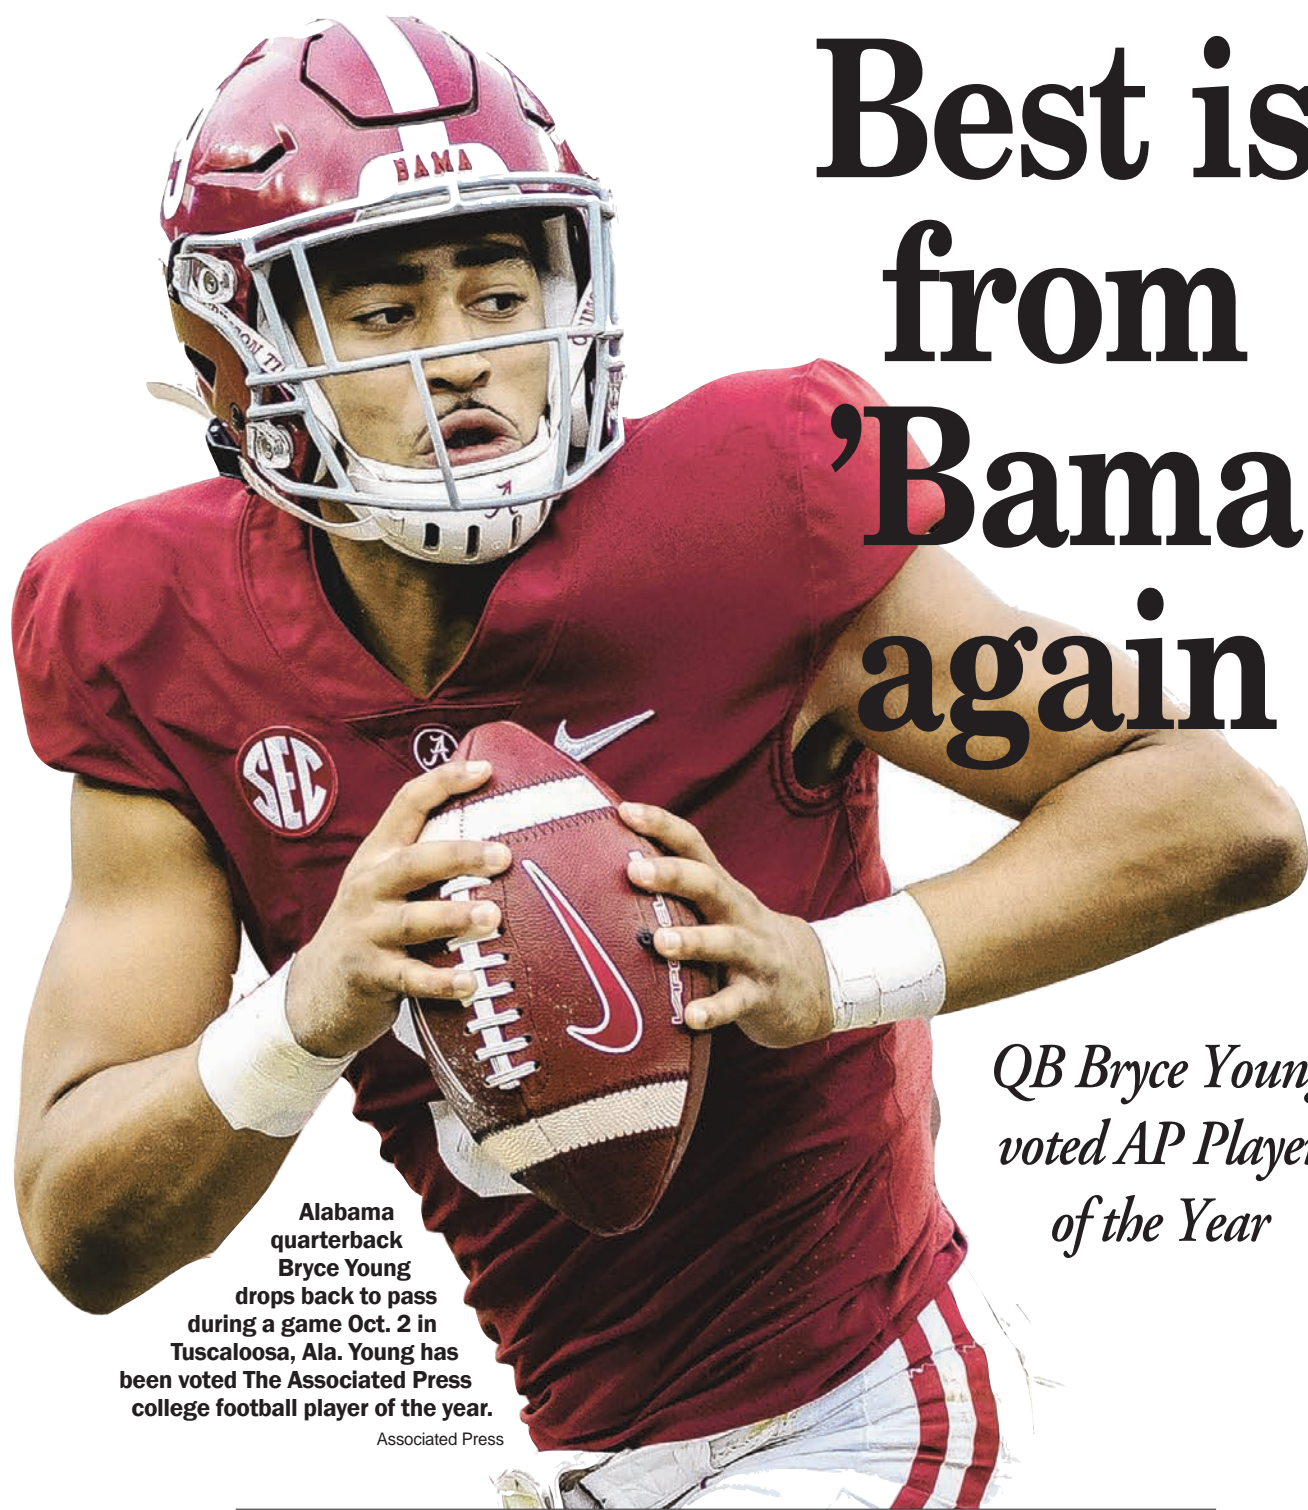 Best is
from
’Bama
again
BAMA
SEC
QB Bryce Youn
voted AP Player
of the Year
Alabama
quarterback
Bryce Young
drops back to pass
during a game Oct. 2 in
Tuscaloosa, Ala. Young has
been voted The Associated Press
college football player of the year.
Associated Press